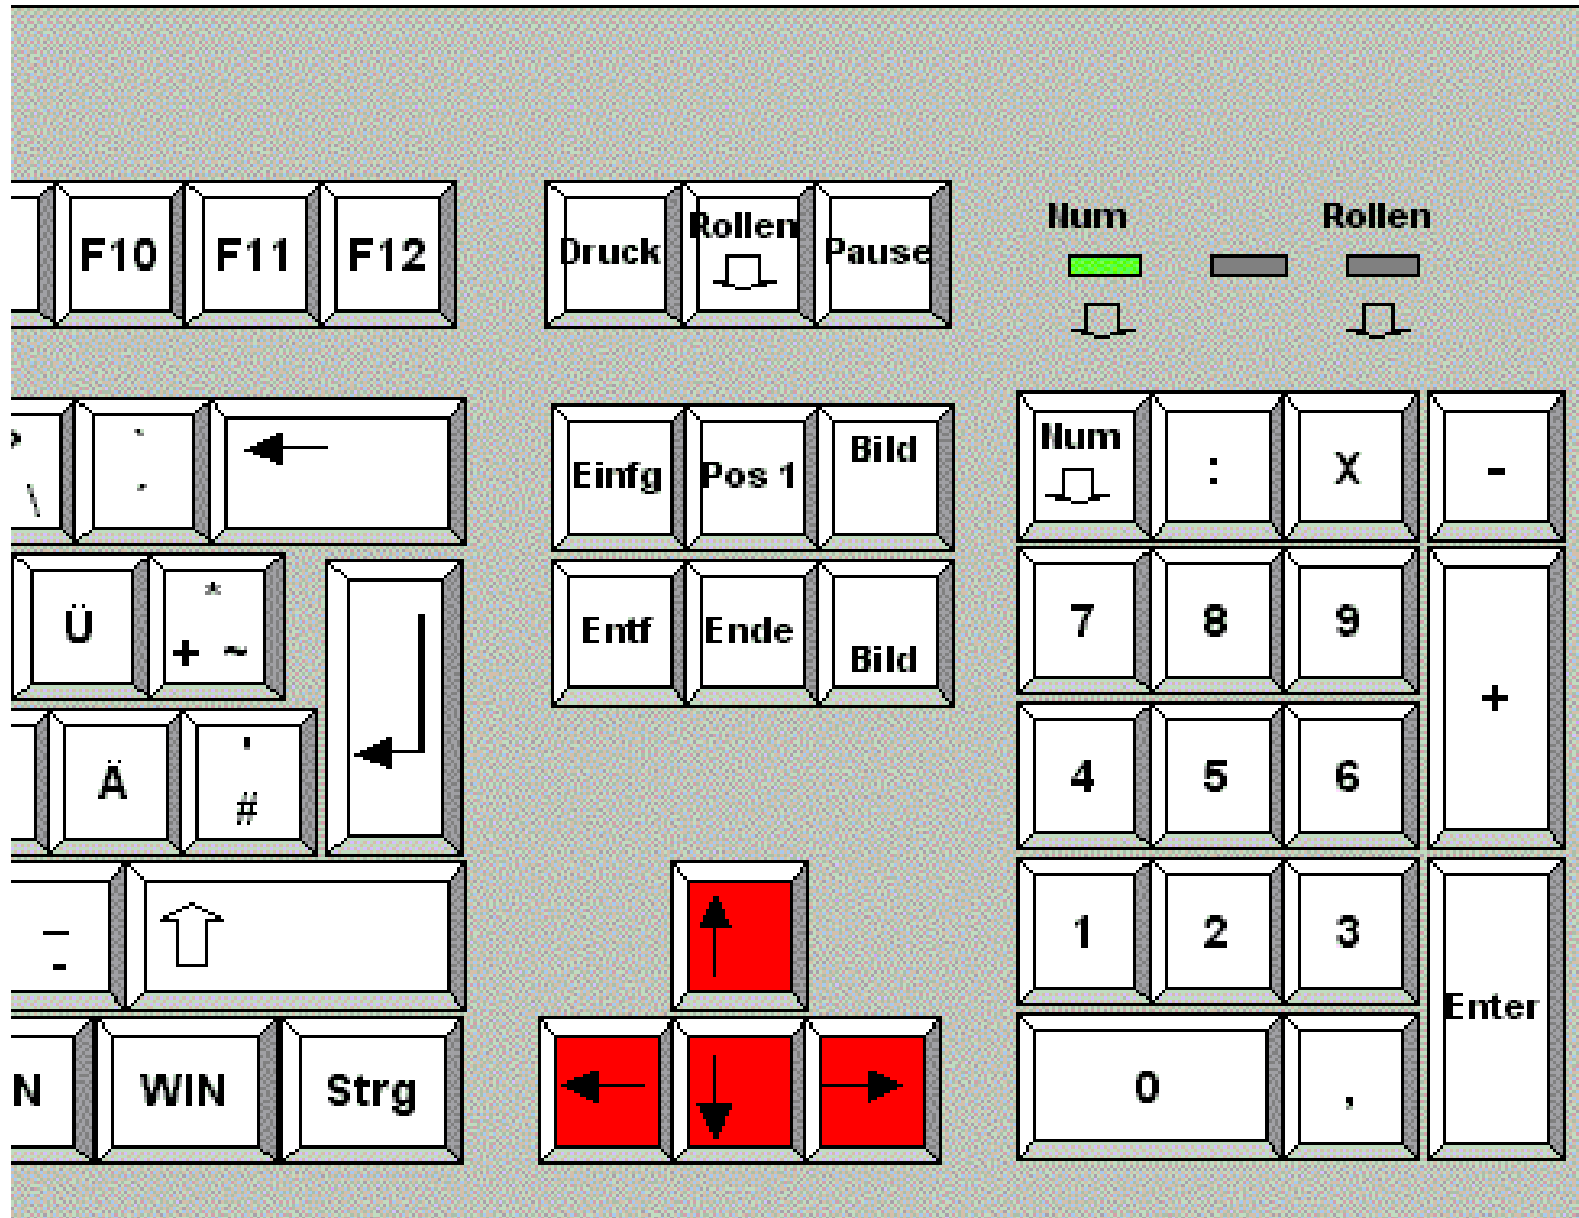 F10 F11 F12 Druck Rollen Pause
Num Rollen
\ ` ´
Einfg Pos 1 Bild
Num : X -
Ü * + ~
Entf Ende Bild
7 8 9 +
Ä ' #
4 5 6
_ -
1 2 3 Enter
N WIN Strg
0 ,